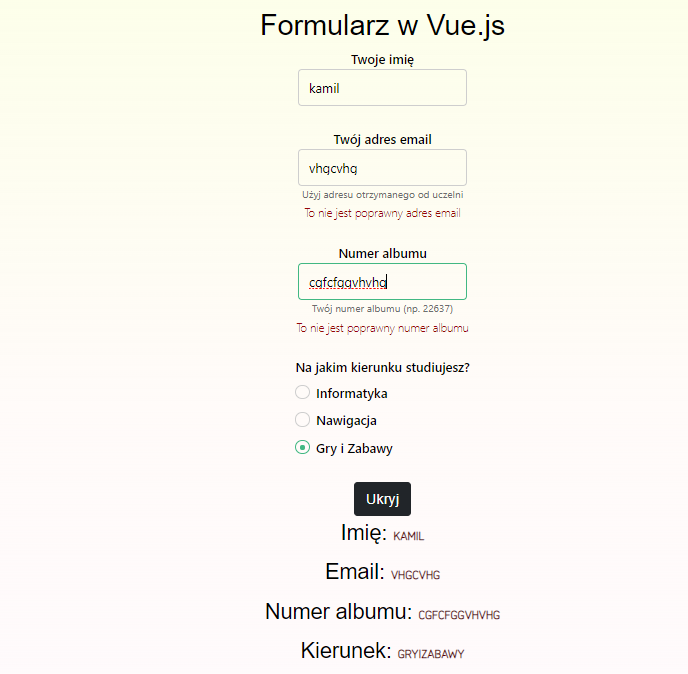 Formularz w Vue.js
Twoje imię
kamil
Twój adres email
vhgcvhg
Użyj adresu otrzymanego od uczelni
To nie jest poprawny adres email
Numer albumu
cgfcfggvhvhg
Twój numer albumu (np. 22637)
To nie jest poprawny numer albumu
Na jakim kierunku studiujesz?
Informatyka
Nawigacja
Gry i Zabawy
Ukryj
Imię: KAMIL
Email: VHGCVHG
Numer albumu: CGFCFGGVHVHG
Kierunek: GRYIZABAWY